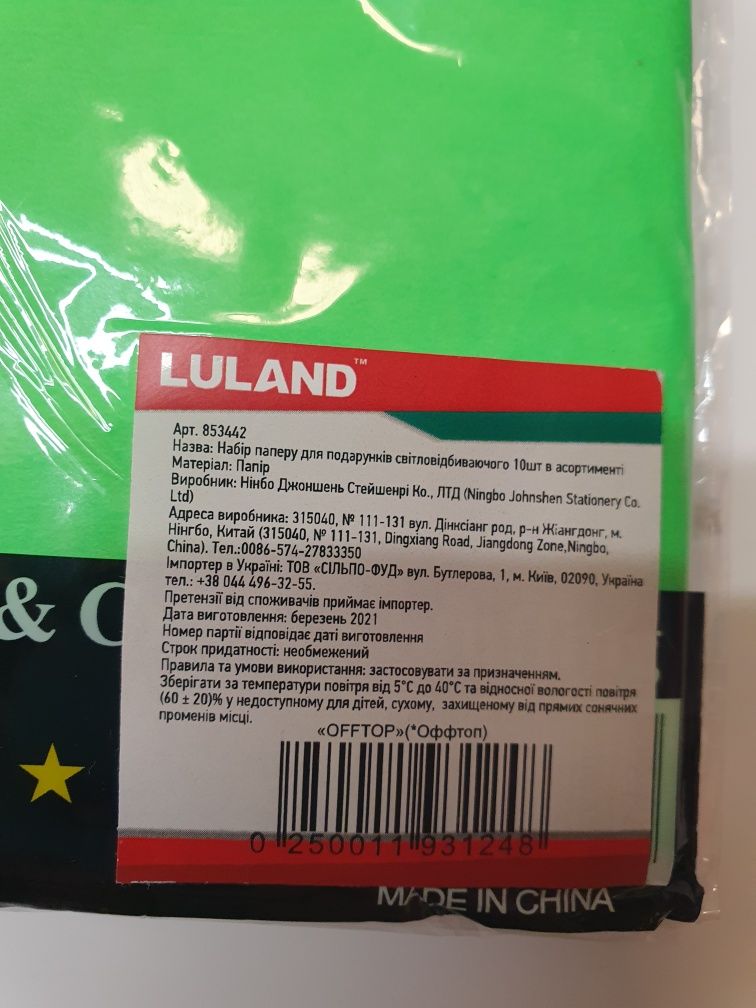 LULAND™
Арт. 853442
Назва: Набір паперу для подарунків світловідбиваючого 10шт в асортименті
Матеріал: Папір
Виробник: Нінбо Джоншень Стейшенрі Ко., ЛТД (Ningbo Johnshen Stationery Co.
Ltd)
Адреса виробника: 315040, № 111-131 вул. Дінксіанг род, р-н Жіангдонг, м.
Нінгбо, Китай (315040, № 111-131, Dingxiang Road, Jiangdong Zone,Ningbo,
China). Тел.:0086-574-27833350
Імпортер в Україні: ТОВ «СІЛЬПО-ФУД» вул. Бутлерова, 1, м. Київ, 02090, Україна
тел.: +38 044 496-32-55.
Претензії від споживачів приймає імпортер.
Дата виготовлення: березень 2021
Номер партії відповідає даті виготовлення
Строк придатності: необмежений
Правила та умови використання: застосовувати за призначенням.
Зберігати за температури повітря від 5°С до 40°С та відносної вологості повітря
(60 ± 20)% у недоступному для дітей, сухому, захищеному від прямих сонячних
променів місці.
«OFFTOP»(*Оффтоп)
0 250011 931248
& C
MADE IN CHINA